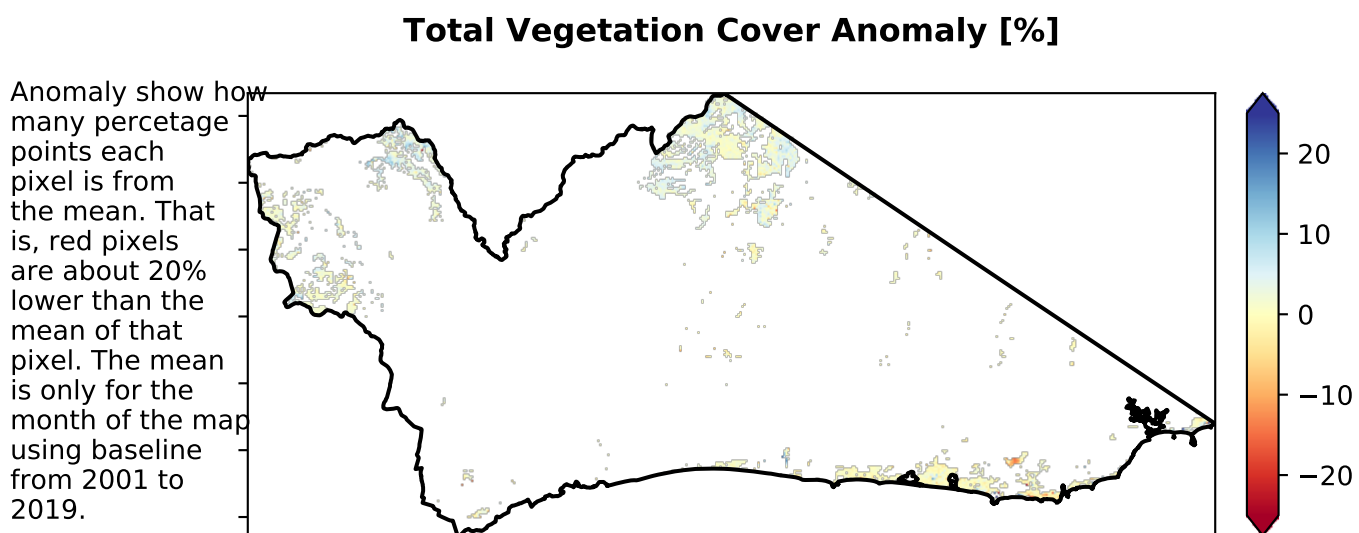 Total Vegetation Cover Anomaly [%]
Anomaly show how
many percetage
points each
pixel is from
the mean. That
is, red pixels
are about 20%
lower than the
mean of that
pixel. The mean
is only for the
month of the map
using baseline
from 2001 to
2019.
20
10
0
−10
−20